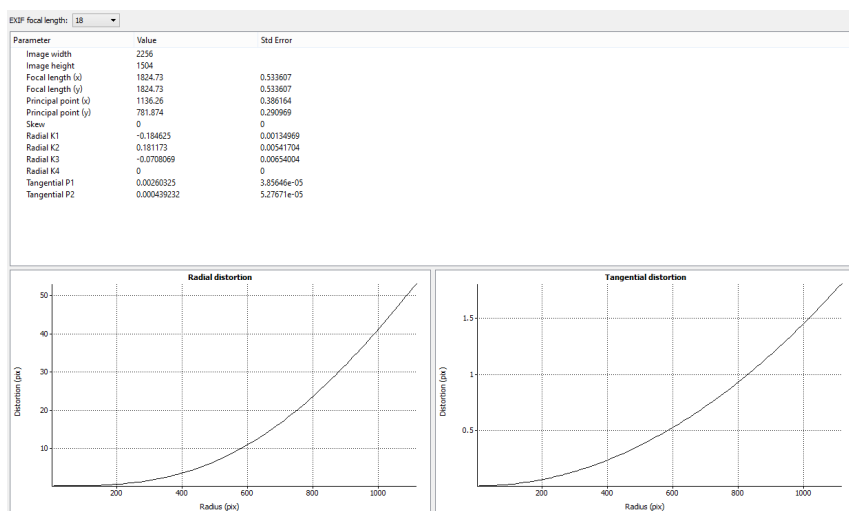 EXIF focal length: 18
Parameter Value Std Error
Image width 2256
Image height 1504
Focal length (x) 1824.73 0.533607
Focal length (y) 1824.73 0.533607
Principal point (x) 1136.26 0.386164
Principal point (y) 781.874 0.290969
Skew 0 0
Radial K1 -0.184625 0.00134969
Radial K2 0.181173 0.00541704
Radial K3 -0.0708069 0.00654004
Radial K4 0 0
Tangential P1 0.00260325 3.85646e-05
Tangential P2 0.000439232 5.27671e-05
Radial distortion
50
40
30
20
10
Distortion (pix)
200 400 600 800 1000
Radius (pix)
Tangential distortion
1.5
1
0.5
Distortion (pix)
200 400 600 800 1000
Radius (pix)